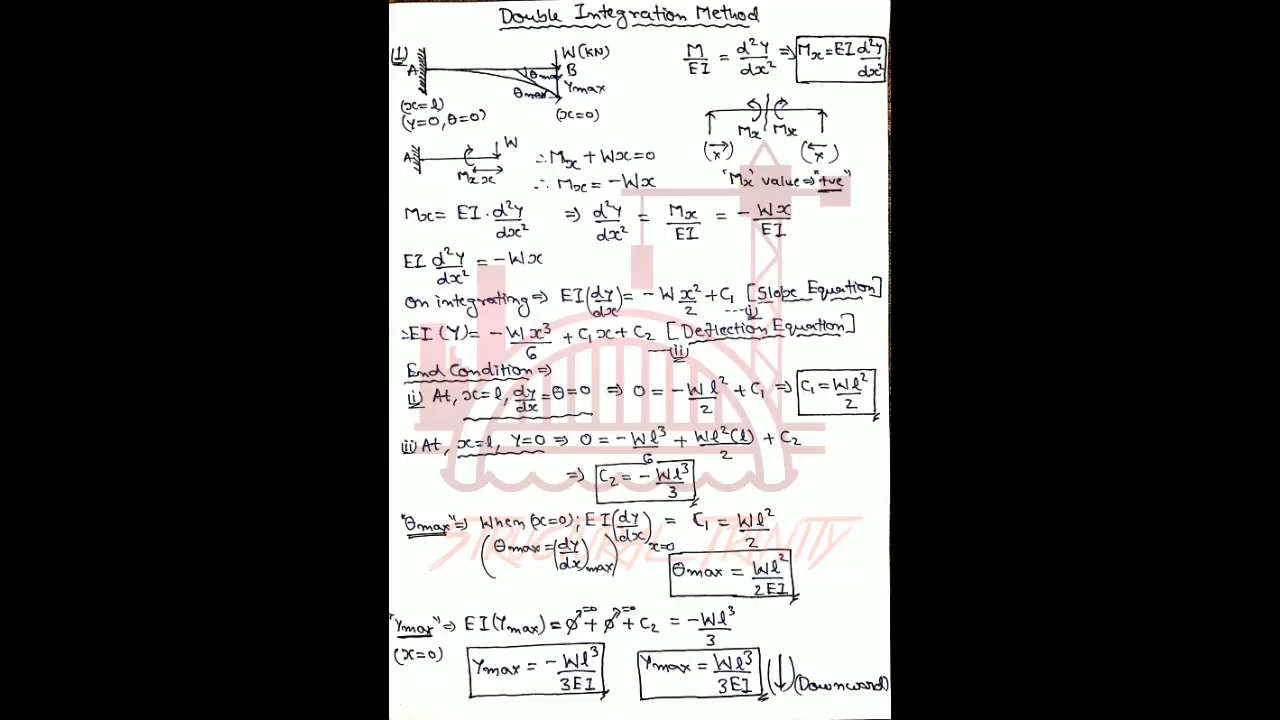 Double Integration Method
(1) A W(KN) B θmax θmax Ymax
(x=l) (x=0)
(Y=0, θ=0)
M/EI = d²Y/dx² ⇒ Mx = EI d²Y/dx²
Mx Mx
(x) (x)
"Mx" value ⇒ "+ve"
A W Mx x
∴ Mx + Wx = 0
∴ Mx = -Wx
Mx = EI · d²Y/dx² ⇒ d²Y/dx² = Mx/EI = - Wx/EI
EI d²Y/dx² = -Wx
On integrating ⇒ EI(dy/dx) = -W x²/2 + C₁ [Slope Equation] ---(i)
∴ EI(Y) = - Wx³/6 + C₁x + C₂ [Deflection Equation] ---(ii)
End Condition ⇒
(i) At, x=l, dy/dx = θ = 0 ⇒ 0 = -W l²/2 + C₁ ⇒ C₁ = Wl²/2
(ii) At, x=l, Y=0 ⇒ 0 = -Wl³/6 + Wl²(l)/2 + C₂
⇒ C₂ = - Wl³/3
"θmax" ⇒ When (x=0); EI(dy/dx)x=0 = C₁ = Wl²/2
(θmax = (dy/dx)max)
θmax = Wl²/2EI
"Ymax" ⇒ EI(Ymax) = 0 + 0 + C₂ = -Wl³/3
(x=0)
Ymax = -Wl³/3EI Ymax = Wl³/3EI (↓) (Downward)
STRUCTURAL TRINITY